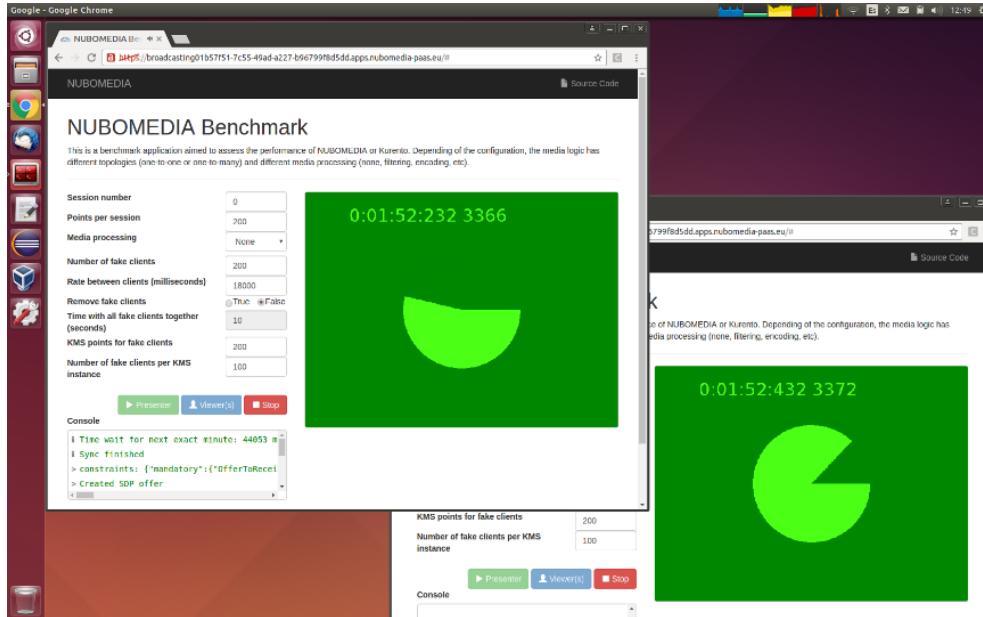 Google - Google Chrome
Es
12:49
NUBOMEDIA Be
https://broadcasting01b57f51-7c55-49ad-a227-b96799f8d5dd.apps.nubomedia-paas.eu/#
NUBOMEDIA
Source Code
NUBOMEDIA Benchmark
This is a benchmark application aimed to assess the performance of NUBOMEDIA or Kurento. Depending of the configuration, the media logic has
different topologies (one-to-one or one-to-many) and different media processing (none, filtering, encoding, etc).
Session number 0
Points per session 200
Media processing None
Number of fake clients 200
Rate between clients (milliseconds) 18000
Remove fake clients True False
Time with all fake clients together
(seconds) 10
KMS points for fake clients 200
Number of fake clients per KMS
instance 100
Presenter Viewer(s) Stop
Console
i Time wait for next exact minute: 44053 m
i Sync finished
> constraints: {"mandatory":{"OfferToRecei
> Created SDP offer
0:01:52:232 3366
6799f8d5dd.apps.nubomedia-paas.eu/#
Source Code
k
ce of NUBOMEDIA or Kurento. Depending of the configuration, the media logic has
edia processing (none, filtering, encoding, etc).
0:01:52:432 3372
KMS points for fake clients 200
Number of fake clients per KMS
instance 100
Presenter Viewer(s) Stop
Console